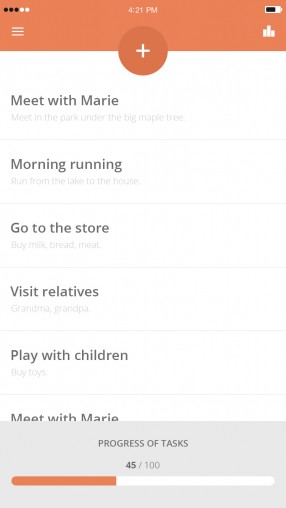 4:21 PM
+
Meet with Marie
Meet in the park under the big maple tree.
Morning running
Run from the lake to the house.
Go to the store
Buy milk, bread, meat.
Visit relatives
Grandma, grandpa.
Play with children
Buy toys.
Meet with Marie
PROGRESS OF TASKS
45 / 100